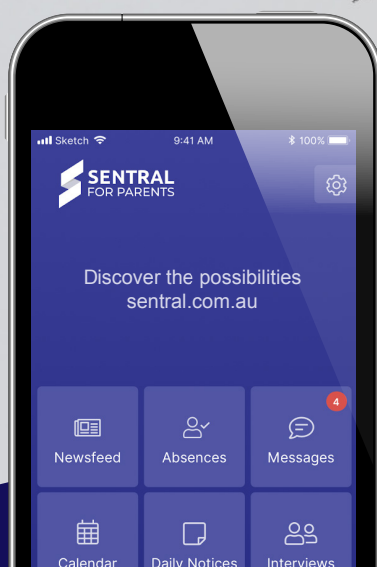 Sketch 9:41 AM 100%
SENTRAL
FOR PARENTS
Discover the possibilities
sentral.com.au
4
Newsfeed Absences Messages
Calendar Daily Notices Interviews